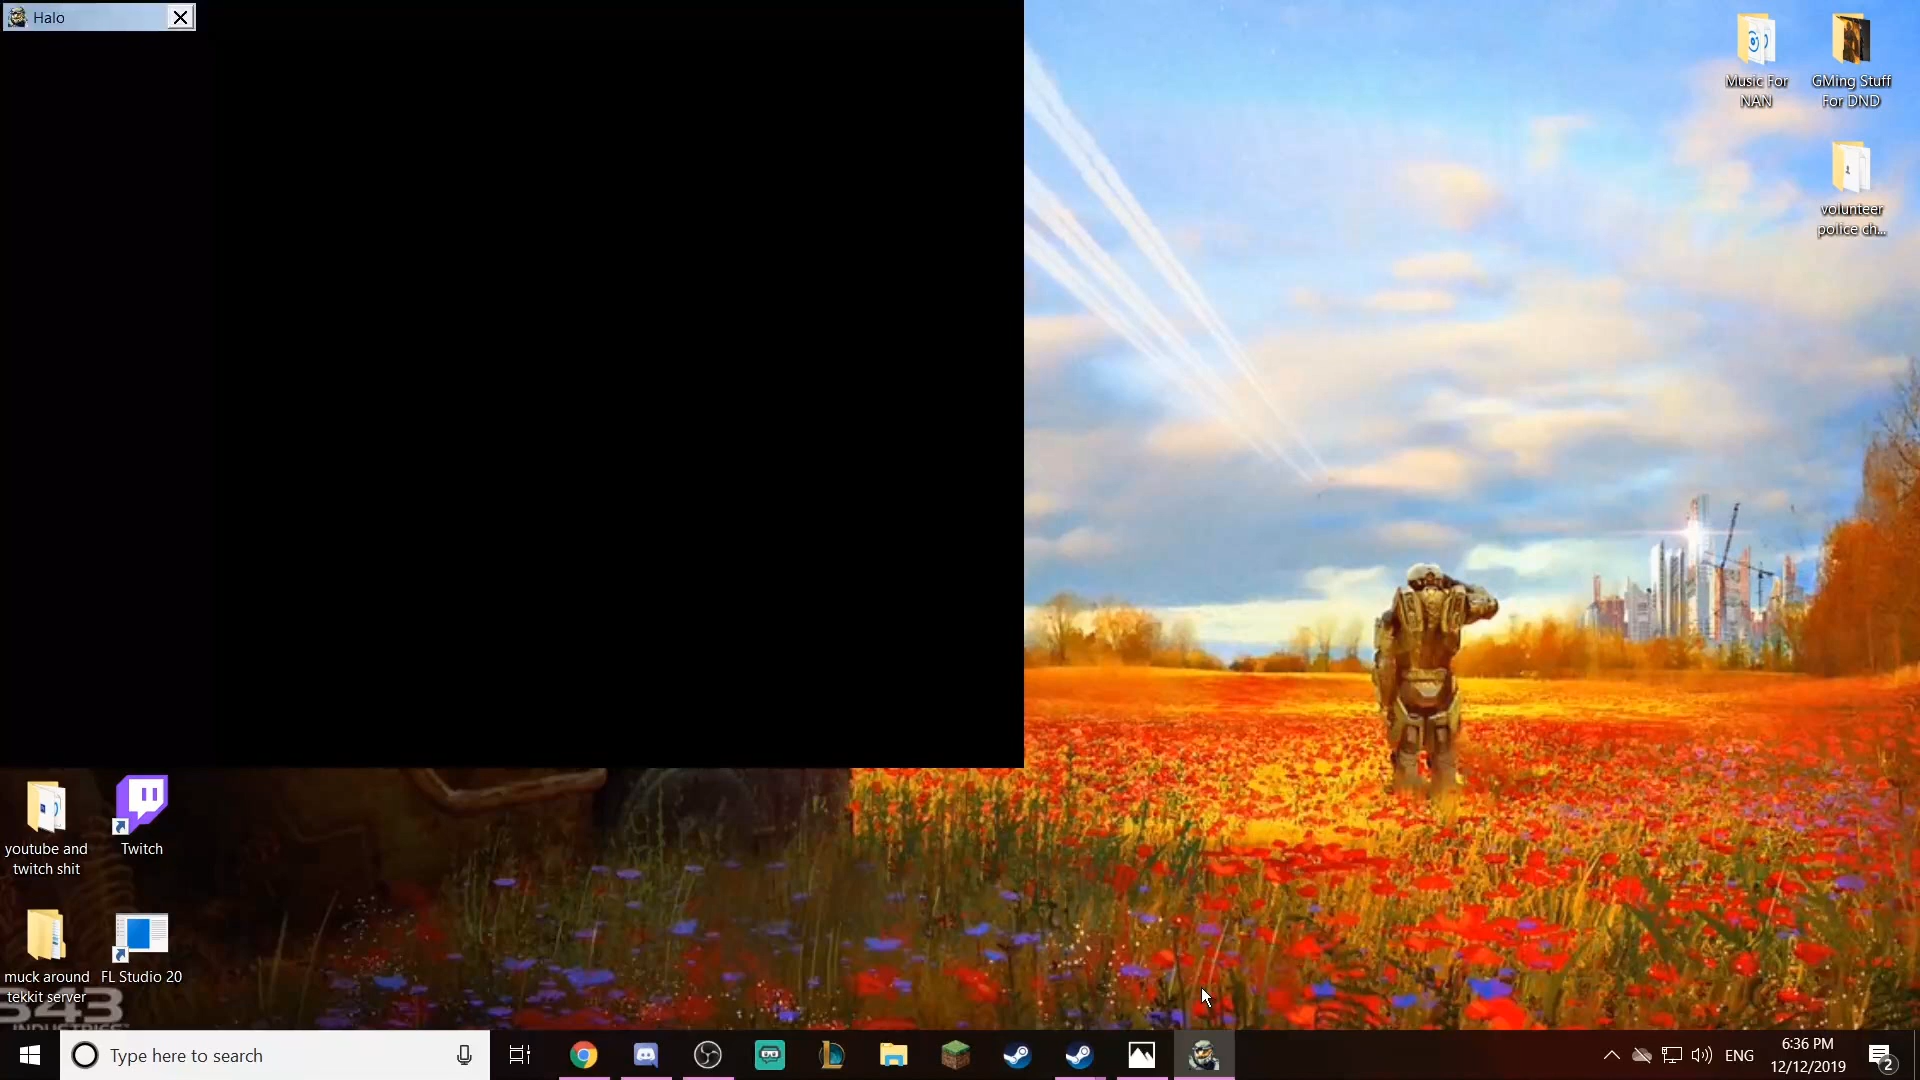 Halo
Music For
NAN
GMing Stuff
For DND
volunteer
police ch...
youtube and
twitch shit
Twitch
muck around
tekkit server
FL Studio 20
343
INDUSTRIES
Type here to search
ENG
6:36 PM
12/12/2019
2